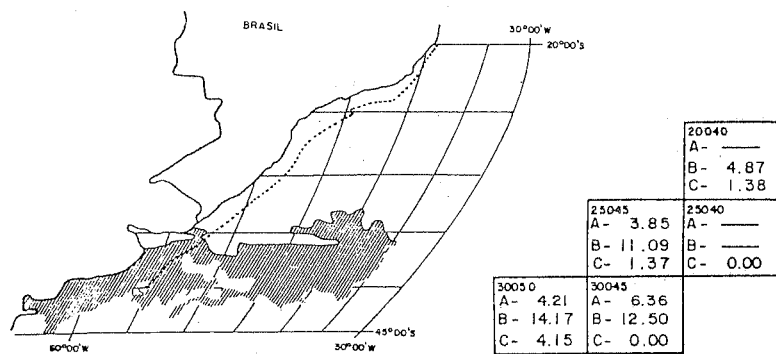 BRASIL
30°00'W
20°00'S
45°00'S
60°00'W
30°00'W
20040
A- ——
B- 4.87
C- 1.38
25045
A- 3.85
B- 11.09
C- 1.37
25040
A- ——
B- ——
C- 0.00
30050
A- 4.21
B- 14.17
C- 4.15
30045
A- 6.36
B- 12.50
C- 0.00